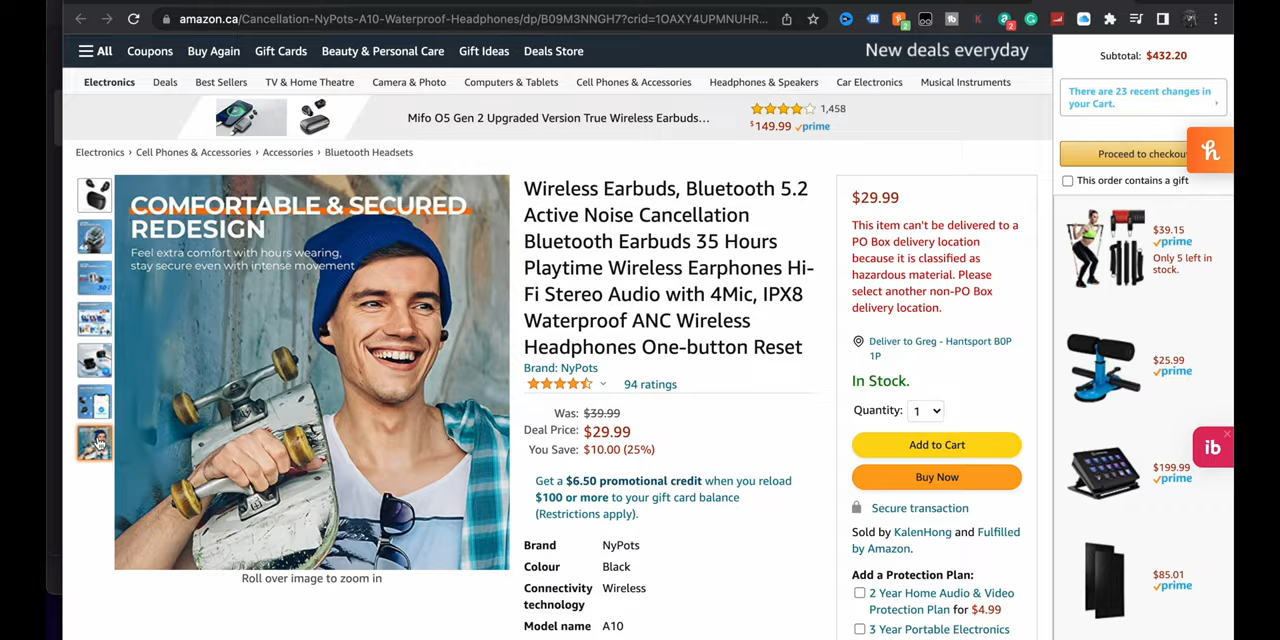 amazon.ca/Cancellation-NyPots-A10-Waterproof-Headphones/dp/B09M3NNGH7?crid=1OAXY4UPMNUHR...
2
2
All
Coupons
Buy Again
Gift Cards
Beauty & Personal Care
Gift Ideas
Deals Store
New deals everyday
Electronics
Deals
Best Sellers
TV & Home Theatre
Camera & Photo
Computers & Tablets
Cell Phones & Accessories
Headphones & Speakers
Car Electronics
Musical Instruments
Mifo O5 Gen 2 Upgraded Version True Wireless Earbuds...
1,458
$149.99 prime
Electronics › Cell Phones & Accessories › Accessories › Bluetooth Headsets
COMFORTABLE & SECURED
REDESIGN
Feel extra comfort with hours wearing,
stay secure even with intense movement
Roll over image to zoom in
Wireless Earbuds, Bluetooth 5.2
Active Noise Cancellation
Bluetooth Earbuds 35 Hours
Playtime Wireless Earphones Hi-
Fi Stereo Audio with 4Mic, IPX8
Waterproof ANC Wireless
Headphones One-button Reset
Brand: NyPots
94 ratings
Was: $39.99
Deal Price: $29.99
You Save: $10.00 (25%)
Get a $6.50 promotional credit when you reload
$100 or more to your gift card balance
(Restrictions apply).
Brand NyPots
Colour Black
Connectivity Wireless
technology
Model name A10
$29.99
This item can't be delivered to a
PO Box delivery location
because it is classified as
hazardous material. Please
select another non-PO Box
delivery location.
Deliver to Greg - Hantsport B0P
1P
In Stock.
Quantity: 1
Add to Cart
Buy Now
Secure transaction
Sold by KalenHong and Fulfilled
by Amazon.
Add a Protection Plan:
2 Year Home Audio & Video
Protection Plan for $4.99
3 Year Portable Electronics
Subtotal: $432.20
There are 23 recent changes in
your Cart.
Proceed to checkou
h
This order contains a gift
$39.15
prime
Only 5 left in
stock.
$25.99
prime
ib
$199.99
prime
$85.01
prime